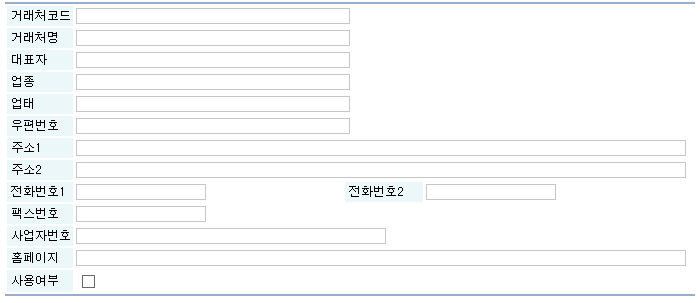 거래처코드
거래처명
대표자
업종
업태
우편번호
주소1
주소2
전화번호1 전화번호2
팩스번호
사업자번호
홈페이지
사용여부